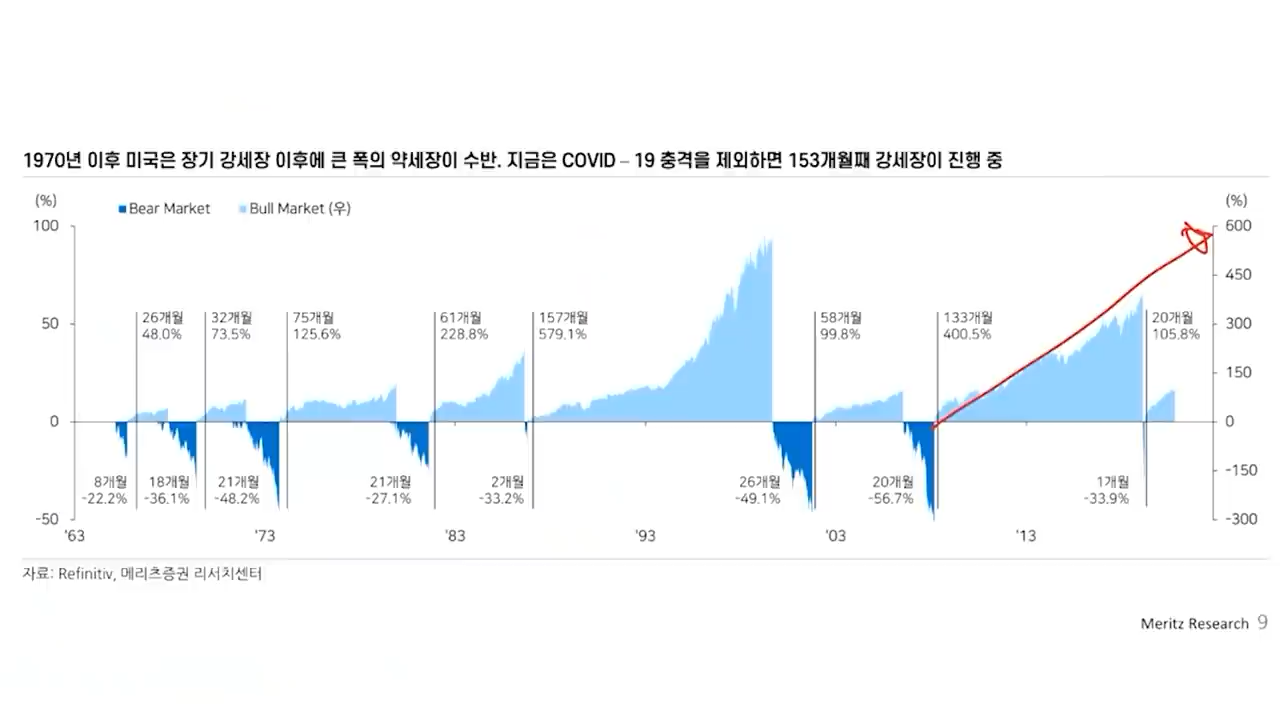 1970년 이후 미국은 장기 강세장 이후에 큰 폭의 약세장이 수반. 지금은 COVID – 19 충격을 제외하면 153개월째 강세장이 진행 중
(%)
Bear Market
Bull Market (우)
(%)
100
50
0
-50
600
450
300
150
0
-150
-300
26개월
48.0%
32개월
73.5%
75개월
125.6%
61개월
228.8%
157개월
579.1%
58개월
99.8%
133개월
400.5%
20개월
105.8%
8개월
-22.2%
18개월
-36.1%
21개월
-48.2%
21개월
-27.1%
2개월
-33.2%
26개월
-49.1%
20개월
-56.7%
1개월
-33.9%
'63
'73
'83
'93
'03
'13
자료: Refinitiv, 메리츠증권 리서치센터
Meritz Research 9